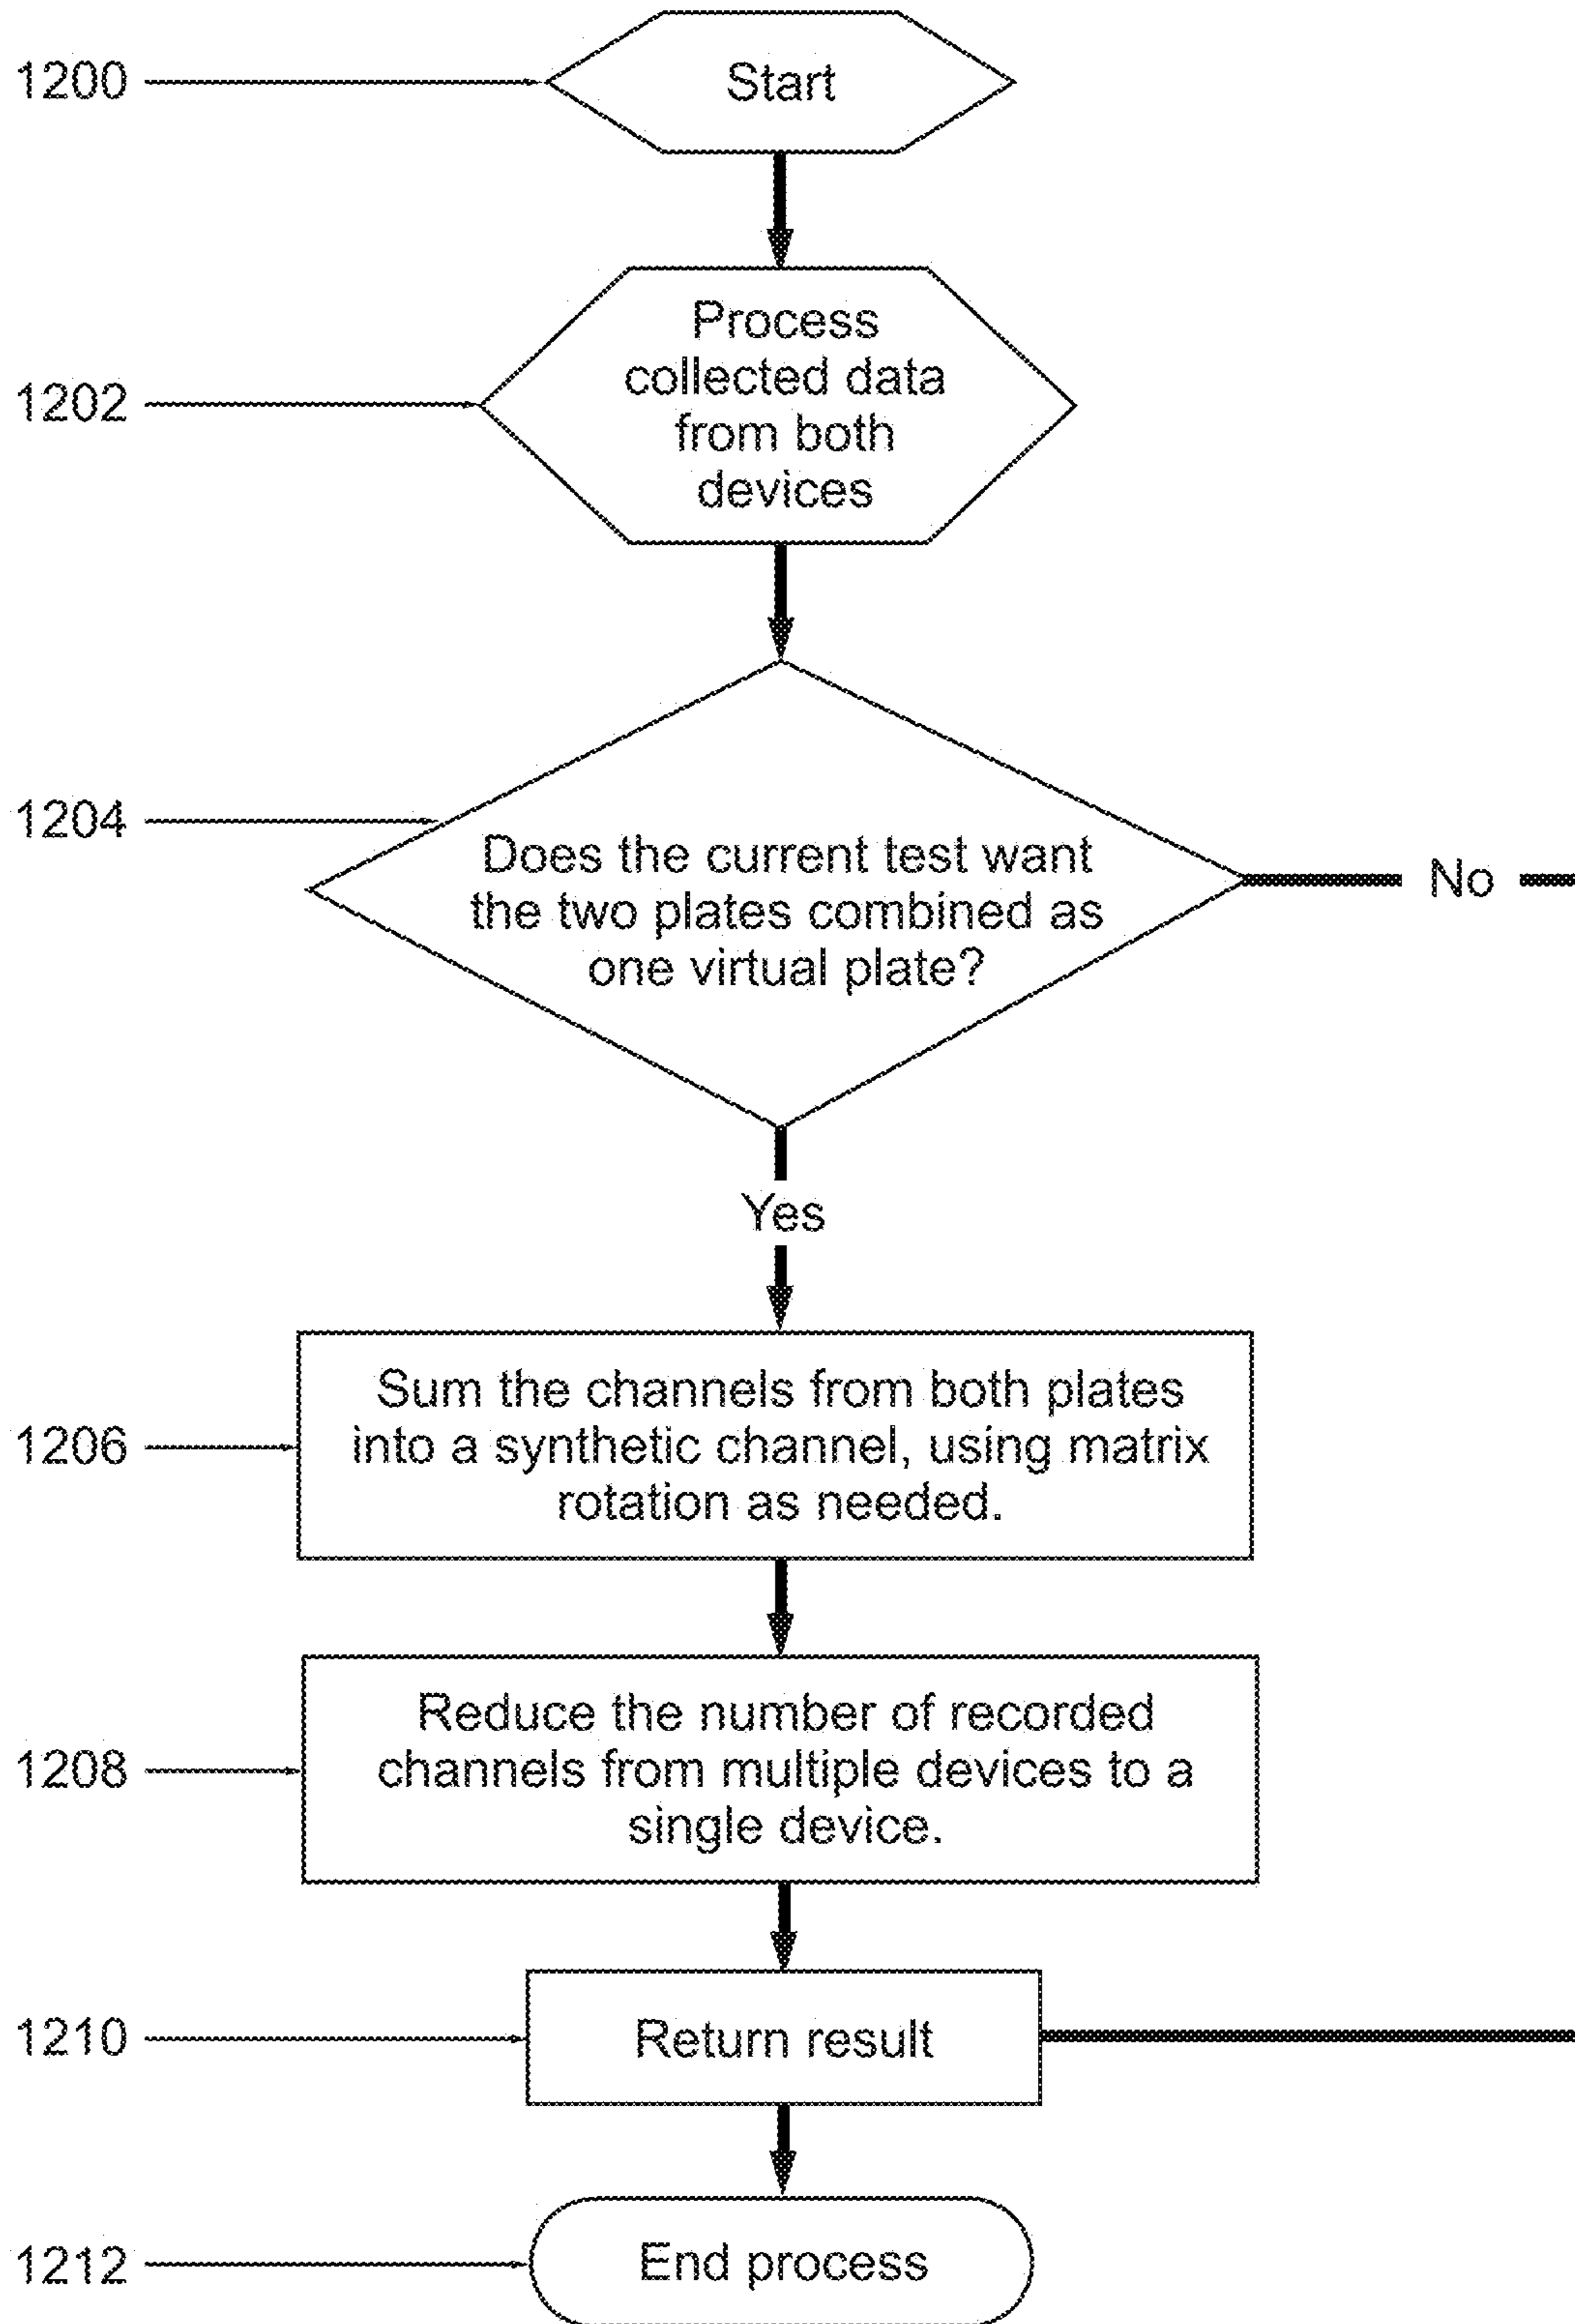 1200
Start
1202
Process
collected data
from both
devices
1204
Does the current test want
the two plates combined as
one virtual plate?
No
Yes
1206
Sum the channels from both plates
into a synthetic channel, using matrix
rotation as needed.
1208
Reduce the number of recorded
channels from multiple devices to a
single device.
1210
Return result
1212
End process